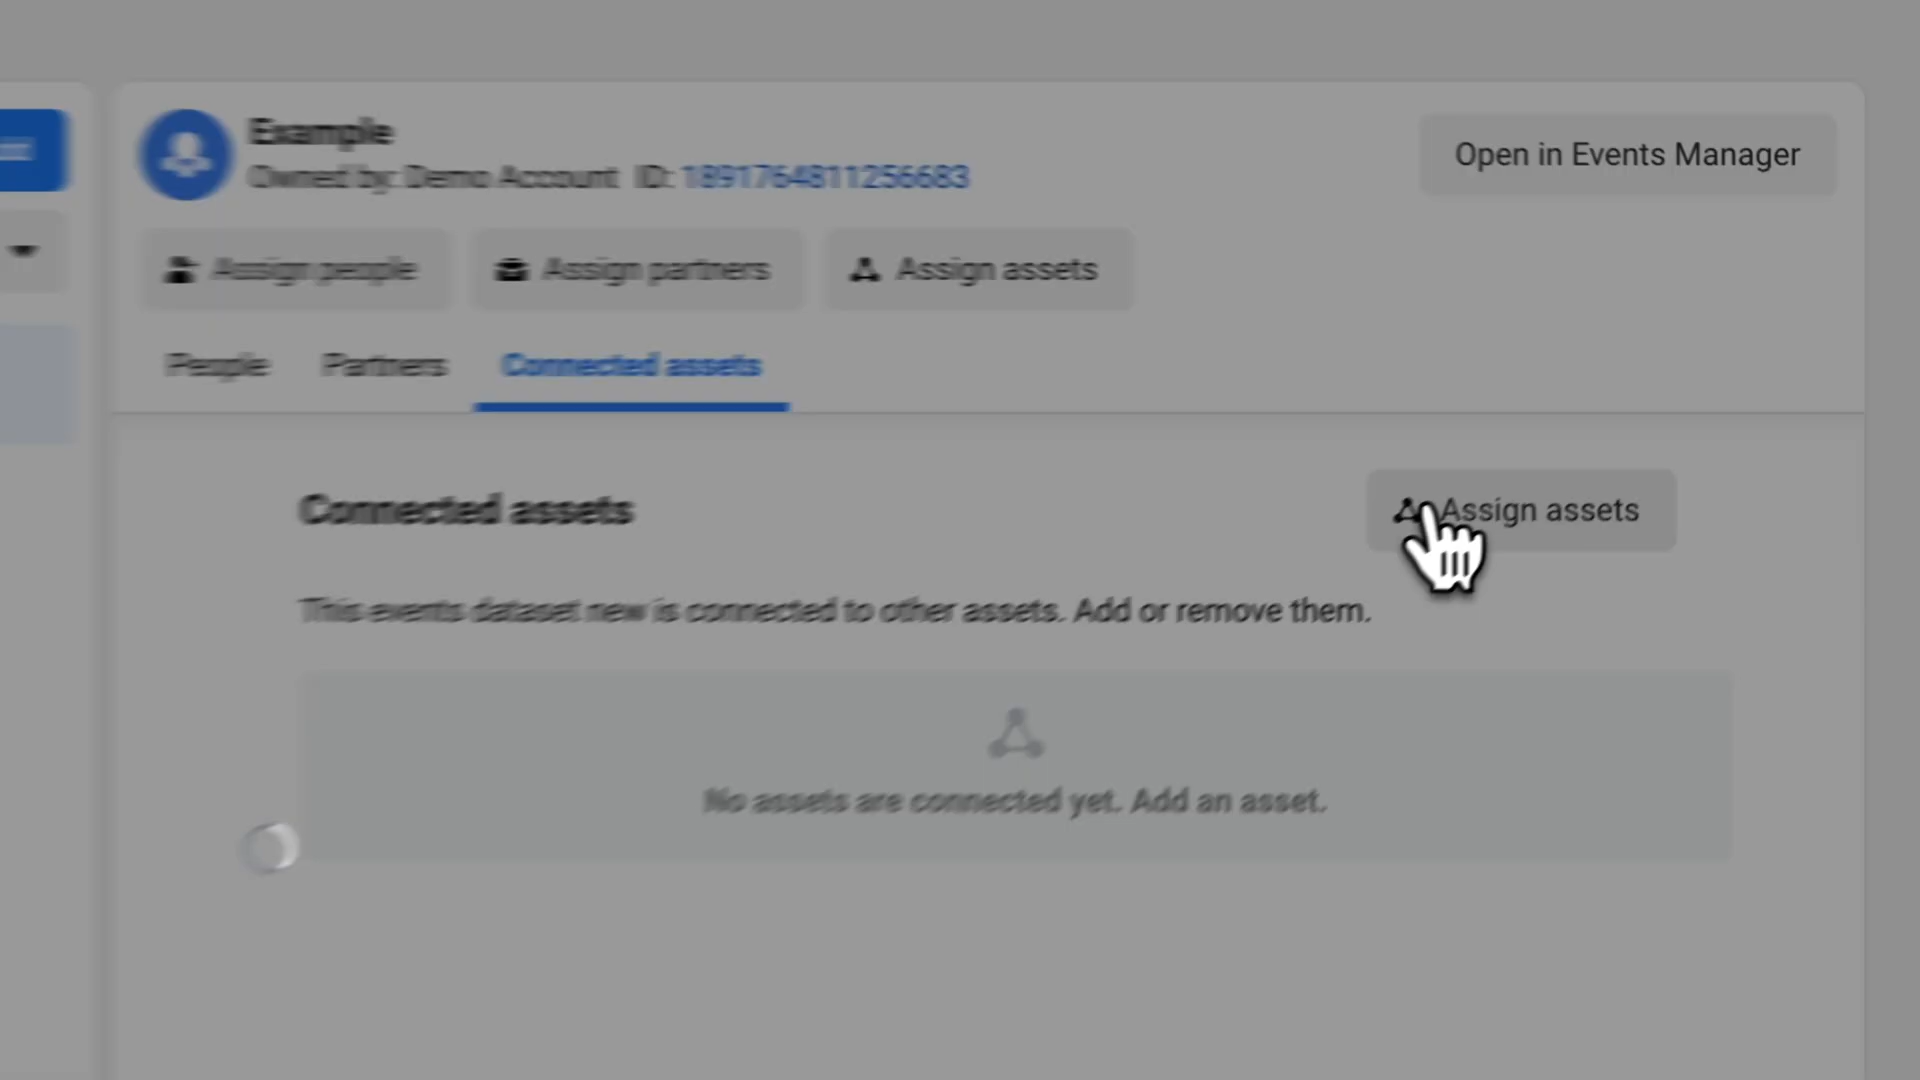 Example
Open in Events Manager
Owned by: Demo Account ID: 1891764811256683
Assign people
Assign partners
Assign assets
People
Partners
Connected assets
Connected assets
Assign assets
This events dataset new is connected to other assets. Add or remove them.
No assets are connected yet. Add an asset.